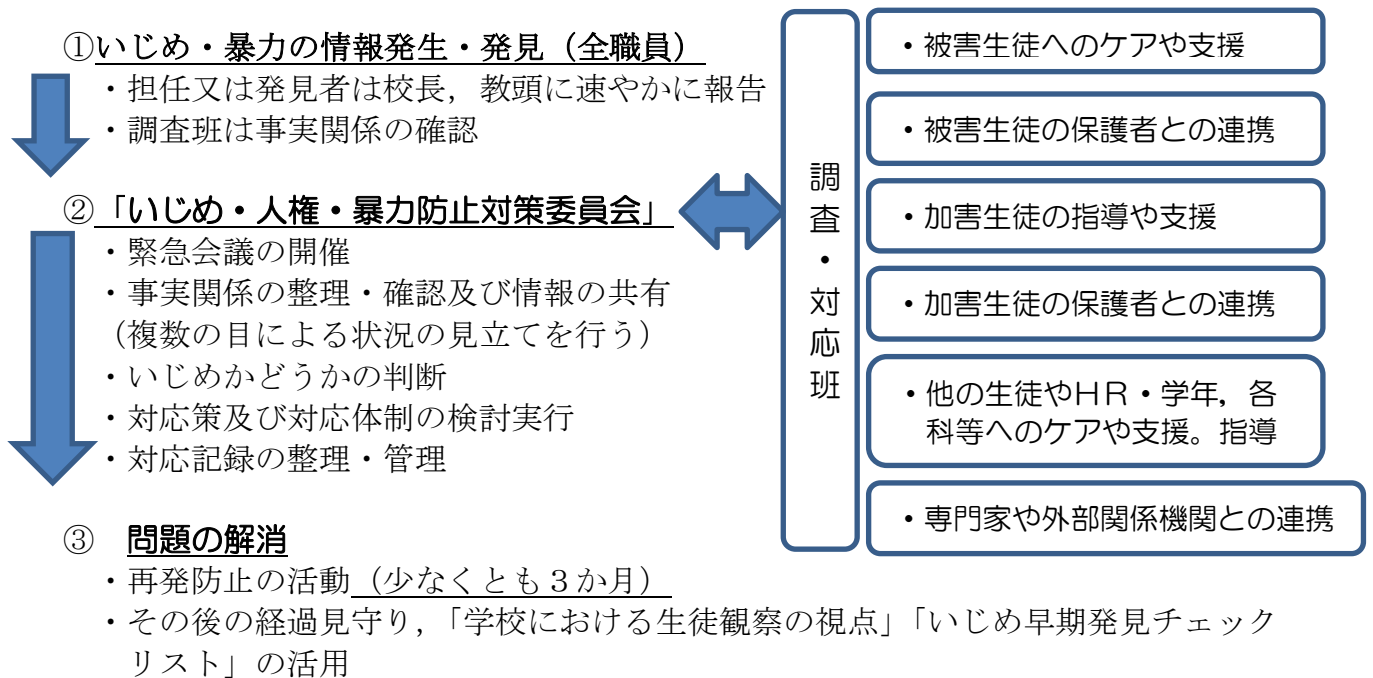 ①いじめ・暴力の情報発生・発見（全職員）
・担任又は発見者は校長，教頭に速やかに報告
・調査班は事実関係の確認
②「いじめ・人権・暴力防止対策委員会」
・緊急会議の開催
・事実関係の整理・確認及び情報の共有
（複数の目による状況の見立てを行う）
・いじめかどうかの判断
・対応策及び対応体制の検討実行
・対応記録の整理・管理
③　問題の解消
・再発防止の活動（少なくとも３か月）
・その後の経過見守り，「学校における生徒観察の視点」「いじめ早期発見チェック
リスト」の活用
調査・対応班
・被害生徒へのケアや支援
・被害生徒の保護者との連携
・加害生徒の指導や支援
・加害生徒の保護者との連携
・他の生徒やＨＲ・学年，各
科等へのケアや支援。指導
・専門家や外部関係機関との連携